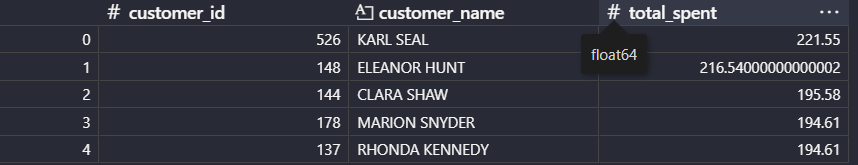 # customer_id A customer_name # total_spent ...
0 526 KARL SEAL 221.55
float64
1 148 ELEANOR HUNT 216.54000000000002
2 144 CLARA SHAW 195.58
3 178 MARION SNYDER 194.61
4 137 RHONDA KENNEDY 194.61